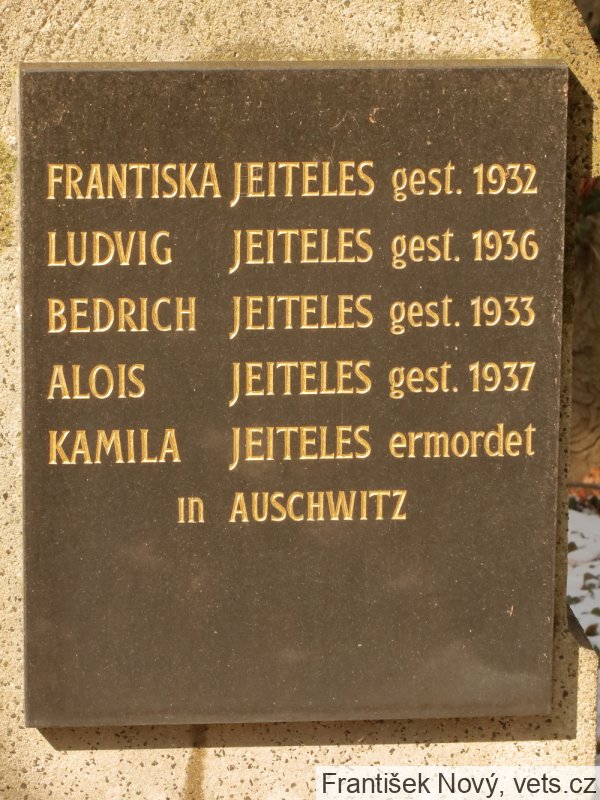 FRANTISKA JEITELES gest. 1932
LUDVIG JEITELES gest. 1936
BEDRICH JEITELES gest. 1933
ALOIS JEITELES gest. 1937
KAMILA JEITELES ermordet
in AUSCHWITZ
František Nový, vets.cz